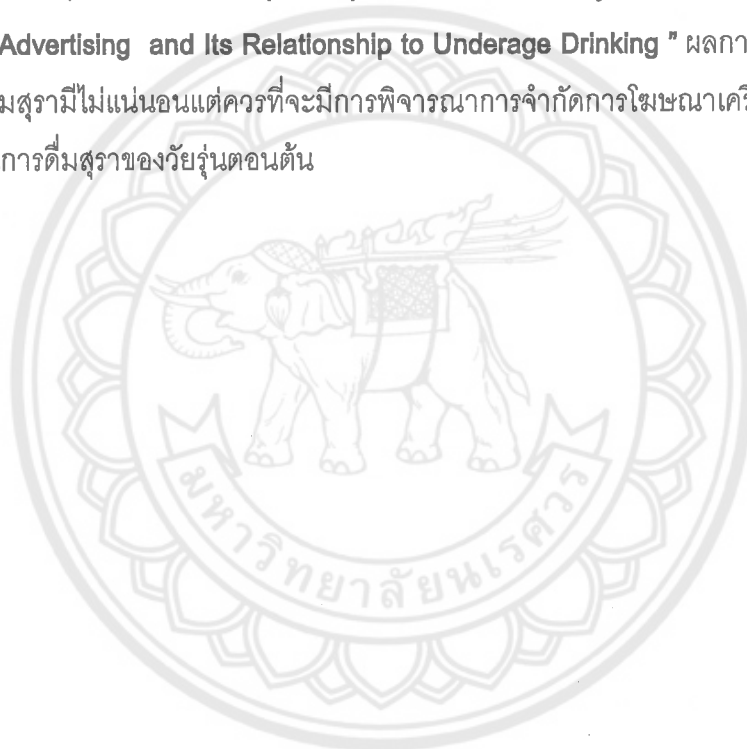 Advertising and Its Relationship to Underage Drinking " ผลกา
มสุรามีไม่แน่นอนแต่ควรที่จะมีการพิจารณาการจำกัดการโฆษณาเครื
การดื่มสุราของวัยรุ่นตอนต้น
มหาวิทยาลัยนเรศวร